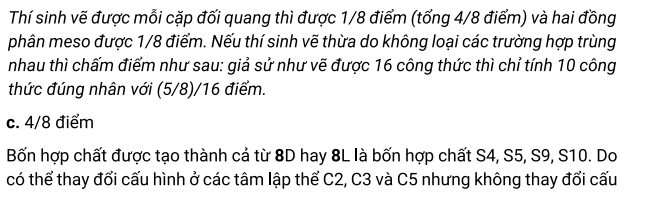 Thí sinh vẽ được mỗi cặp đối quang thì được 1/8 điểm (tổng 4/8 điểm) và hai đồng
phân meso được 1/8 điểm. Nếu thí sinh vẽ thừa do không loại các trường hợp trùng
nhau thì chấm điểm như sau: giả sử như vẽ được 16 công thức thì chỉ tính 10 công
thức đúng nhân với (5/8)/16 điểm.
c. 4/8 điểm
Bốn hợp chất được tạo thành cả từ 8D hay 8L là bốn hợp chất S4, S5, S9, S10. Do
có thể thay đổi cấu hình ở các tâm lập thể C2, C3 và C5 nhưng không thay đổi cấu